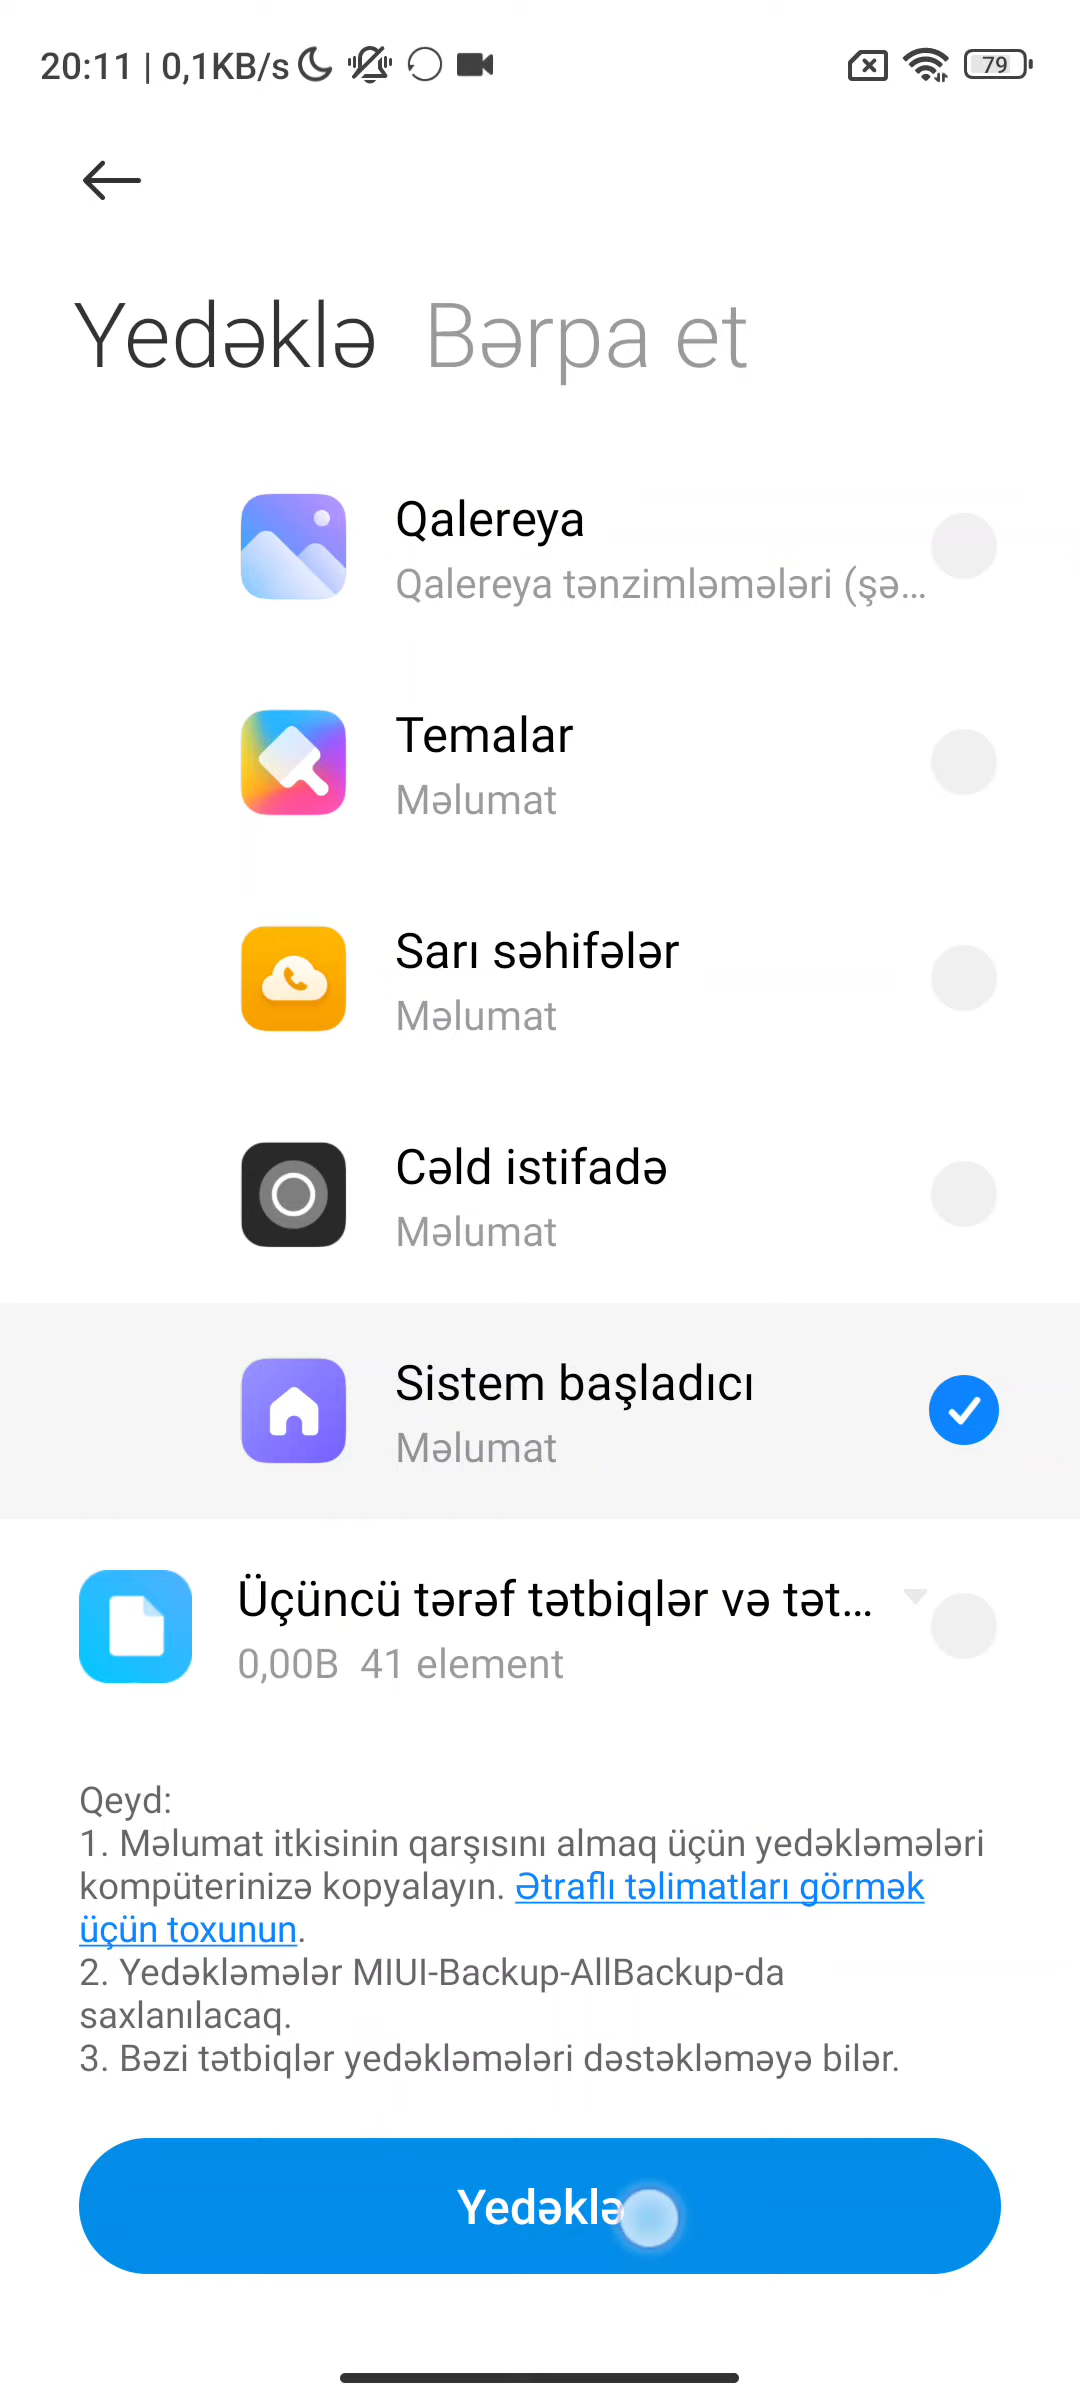 20:11 | 0,1KB/s
79
Yedəklə Bərpa et
Qalereya
Qalereya tənzimləmələri (şə...
Temalar
Məlumat
Sarı səhifələr
Məlumat
Cəld istifadə
Məlumat
Sistem başladıcı
Məlumat
Üçüncü tərəf tətbiqlər və tət...
0,00B 41 element
Qeyd:
1. Məlumat itkisinin qarşısını almaq üçün yedəkləmələri
kompüterinizə kopyalayın. Ətraflı təlimatları görmək
üçün toxunun.
2. Yedəkləmələr MIUI-Backup-AllBackup-da
saxlanılacaq.
3. Bəzi tətbiqlər yedəkləmələri dəstəkləməyə bilər.
Yedəklə